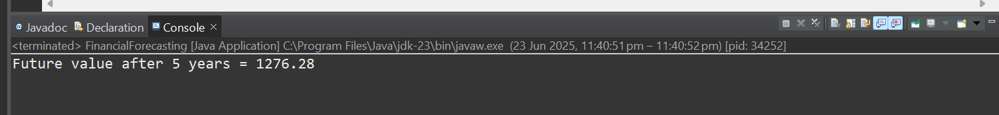 @ Javadoc Declaration Console ×
<terminated> FinancialForecasting [Java Application] C:\Program Files\Java\jdk-23\bin\javaw.exe (23 Jun 2025, 11:40:51 pm – 11:40:52 pm) [pid: 34252]
Future value after 5 years = 1276.28